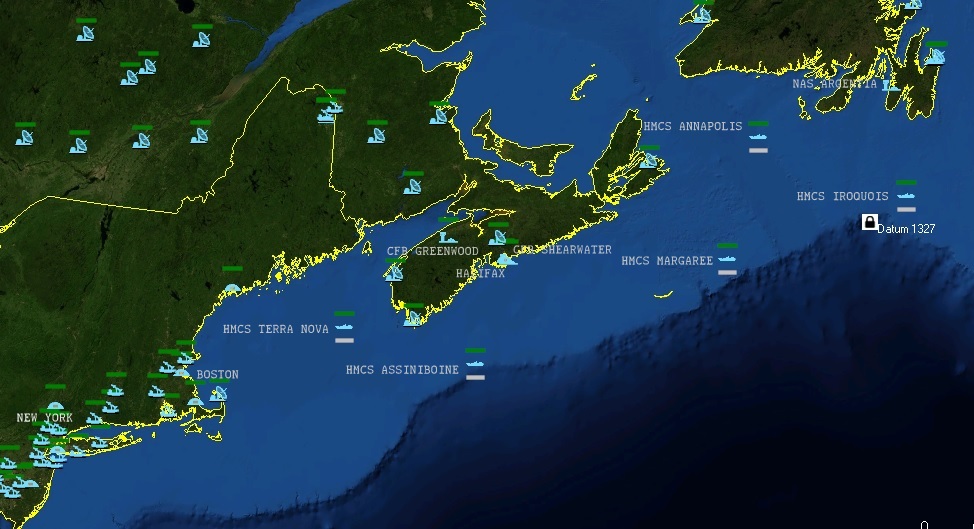 NAS ARGENTIA
HMCS ANNAPOLIS
HMCS IROQUOIS
Datum 1327
CFB GREENWOOD
SHEARWATER
HMCS MARGAREE
HALIFAX
HMCS TERRA NOVA
HMCS ASSINIBOINE
BOSTON
NEW YORK